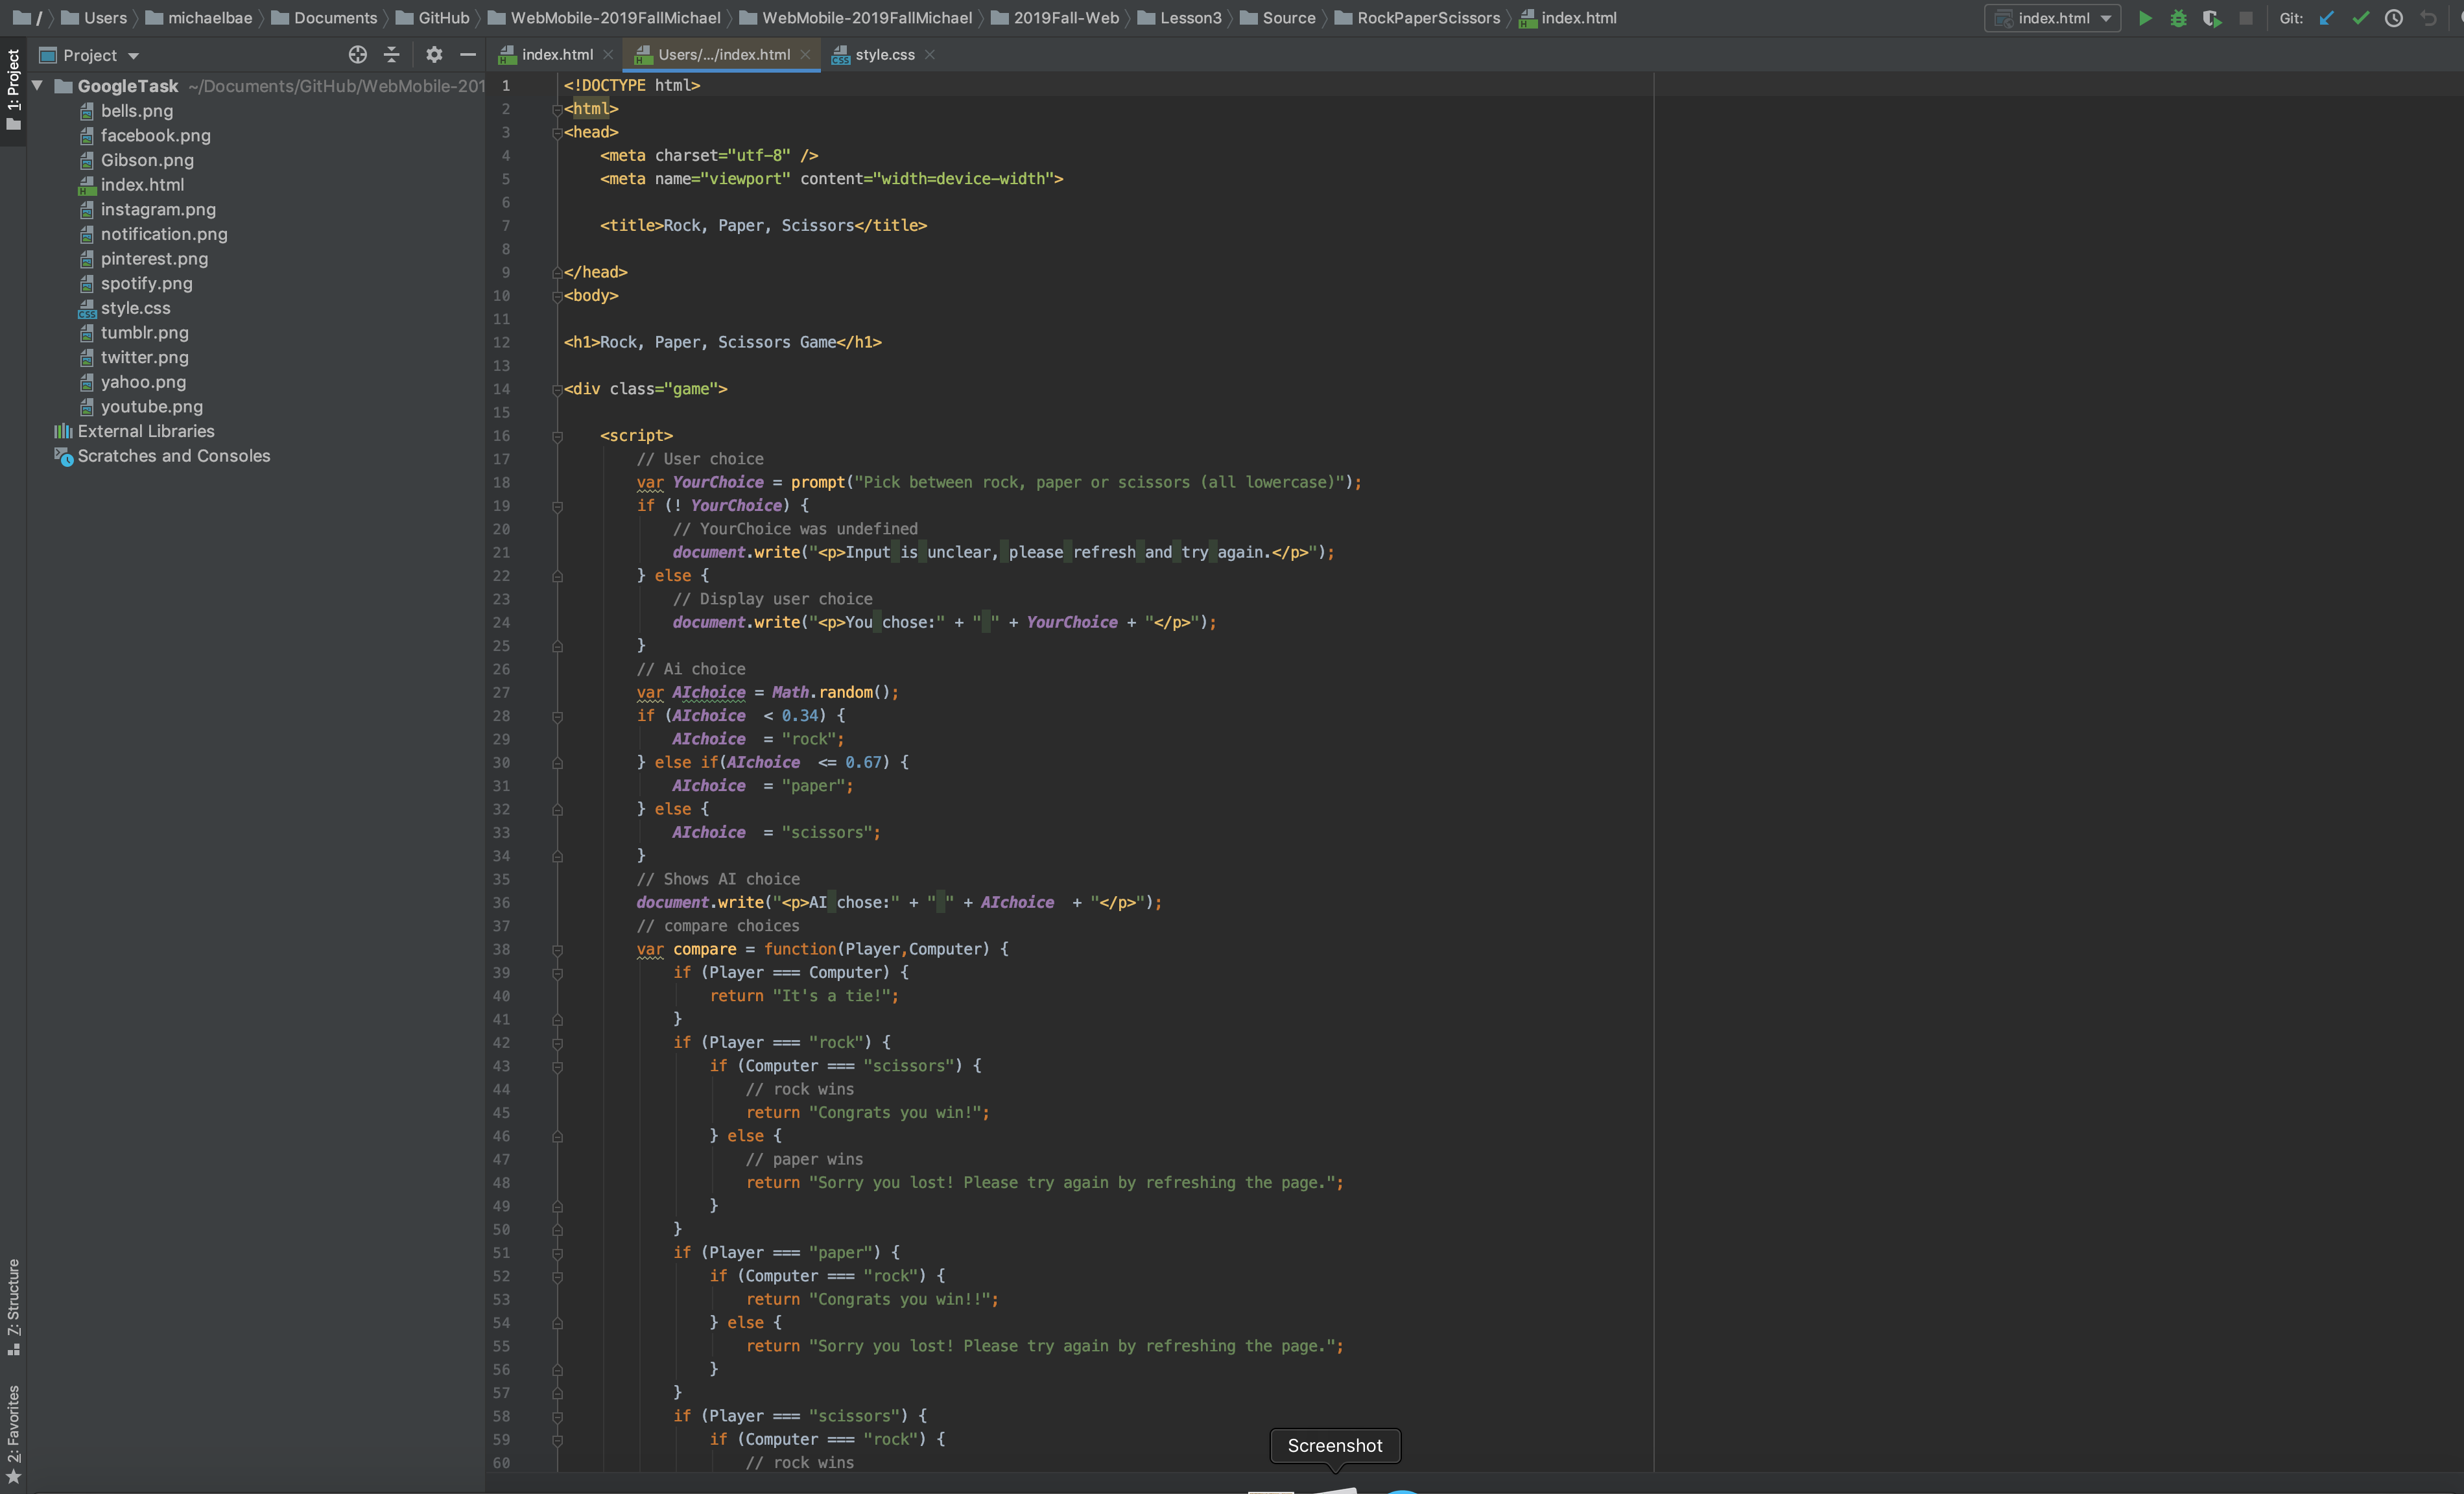 / Users michaelbae Documents GitHub WebMobile-2019FallMichael WebMobile-2019FallMichael 2019Fall-Web Lesson3 Source RockPaperScissors index.html index.html Git:
Project index.html Users/.../index.html style.css
1: Project
GoogleTask ~/Documents/GitHub/WebMobile-201
bells.png
facebook.png
Gibson.png
index.html
instagram.png
notification.png
pinterest.png
spotify.png
style.css
tumblr.png
twitter.png
yahoo.png
youtube.png
External Libraries
Scratches and Consoles
7: Structure
2: Favorites
1 <!DOCTYPE html>
2 <html>
3 <head>
4 <meta charset="utf-8" />
5 <meta name="viewport" content="width=device-width">
6
7 <title>Rock, Paper, Scissors</title>
8
9 </head>
10 <body>
11
12 <h1>Rock, Paper, Scissors Game</h1>
13
14 <div class="game">
15
16 <script>
17 // User choice
18 var YourChoice = prompt("Pick between rock, paper or scissors (all lowercase)");
19 if (! YourChoice) {
20 // YourChoice was undefined
21 document.write("<p>Input is unclear, please refresh and try again.</p>");
22 } else {
23 // Display user choice
24 document.write("<p>You chose:" + " " + YourChoice + "</p>");
25 }
26 // Ai choice
27 var AIchoice = Math.random();
28 if (AIchoice < 0.34) {
29 AIchoice = "rock";
30 } else if(AIchoice <= 0.67) {
31 AIchoice = "paper";
32 } else {
33 AIchoice = "scissors";
34 }
35 // Shows AI choice
36 document.write("<p>AI chose:" + " " + AIchoice + "</p>");
37 // compare choices
38 var compare = function(Player,Computer) {
39 if (Player === Computer) {
40 return "It's a tie!";
41 }
42 if (Player === "rock") {
43 if (Computer === "scissors") {
44 // rock wins
45 return "Congrats you win!";
46 } else {
47 // paper wins
48 return "Sorry you lost! Please try again by refreshing the page.";
49 }
50 }
51 if (Player === "paper") {
52 if (Computer === "rock") {
53 return "Congrats you win!!";
54 } else {
55 return "Sorry you lost! Please try again by refreshing the page.";
56 }
57 }
58 if (Player === "scissors") {
59 if (Computer === "rock") {
60 // rock wins
Screenshot